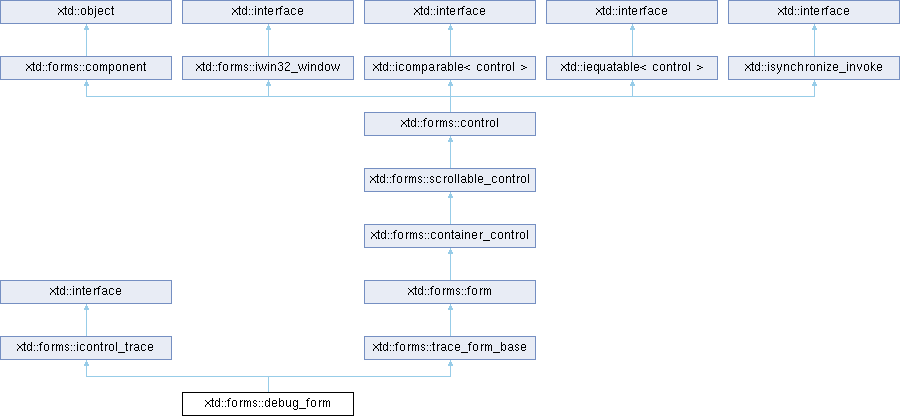 xtd::object
xtd::interface
xtd::interface
xtd::interface
xtd::interface
xtd::forms::component
xtd::forms::iwin32_window
xtd::icomparable< control >
xtd::iequatable< control >
xtd::isynchronize_invoke
xtd::forms::control
xtd::forms::scrollable_control
xtd::forms::container_control
xtd::interface
xtd::forms::form
xtd::forms::icontrol_trace
xtd::forms::trace_form_base
xtd::forms::debug_form